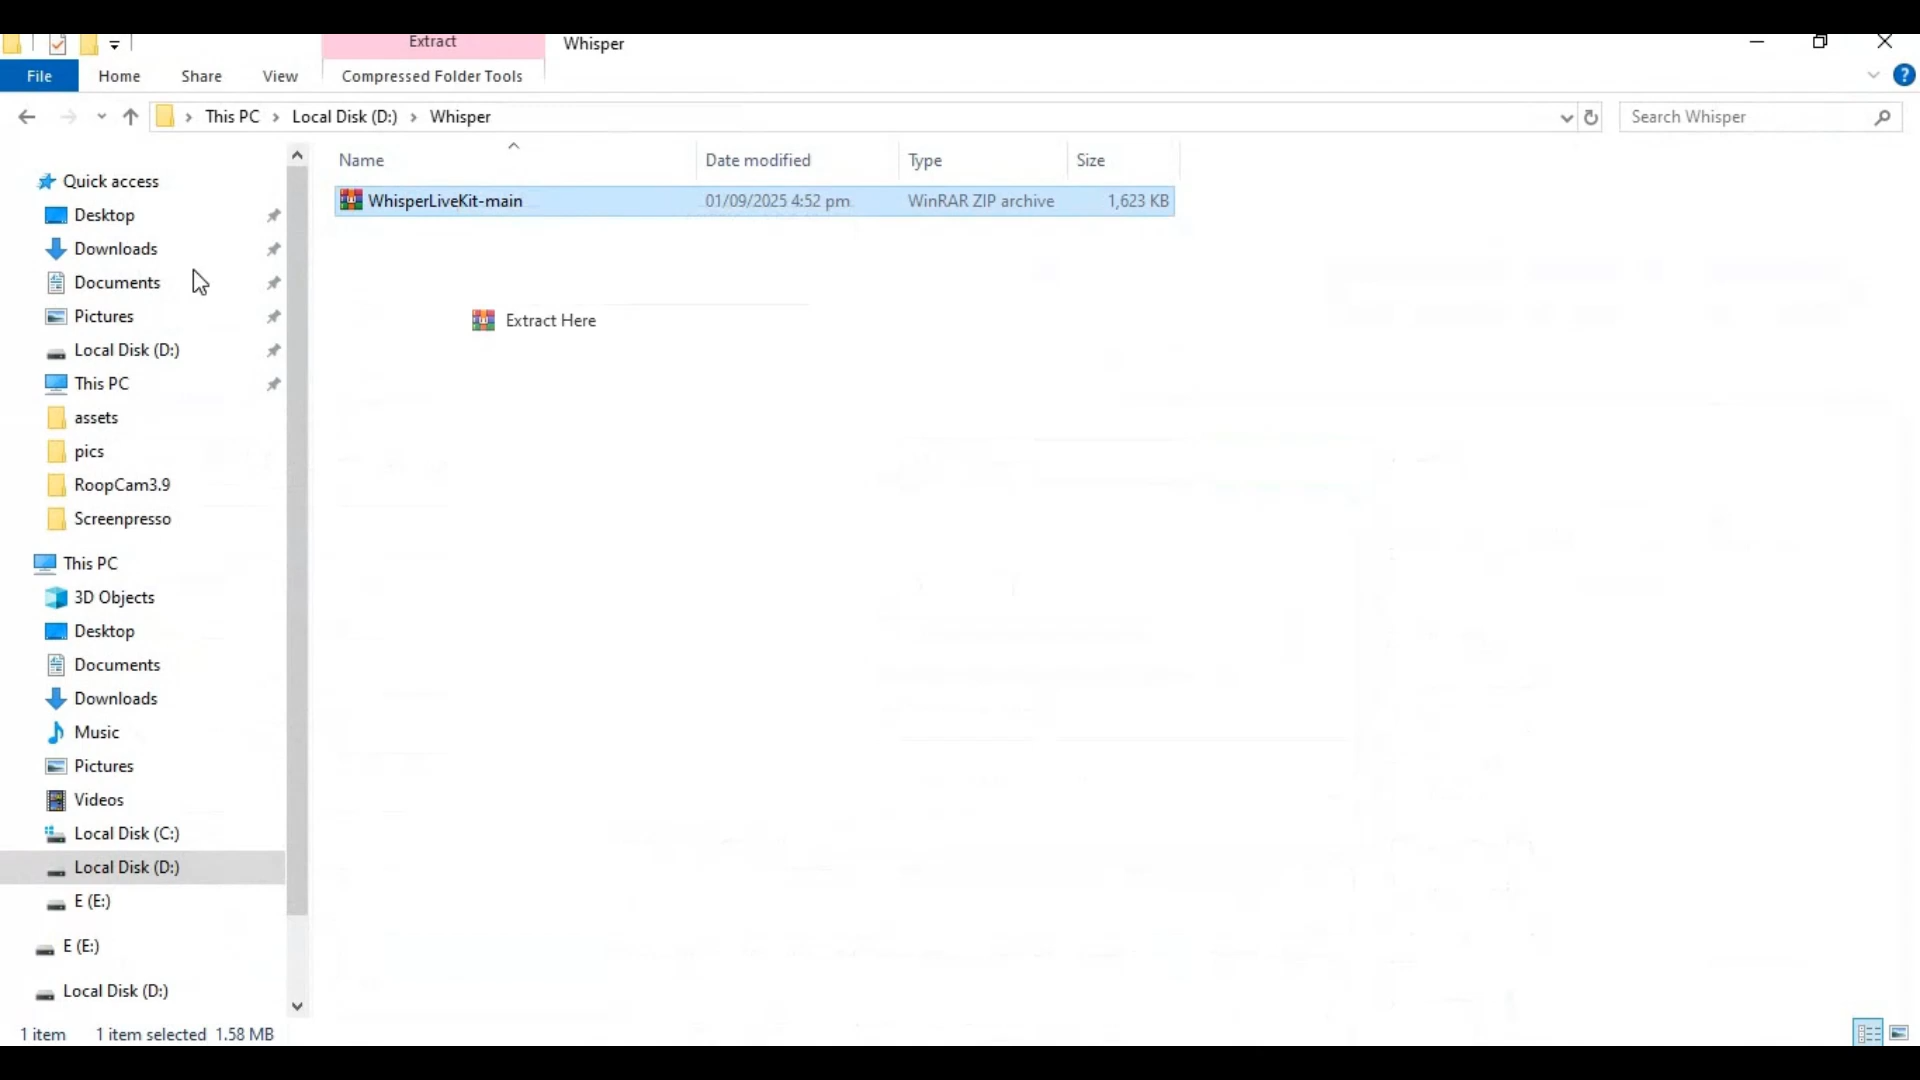 Extract
Whisper
File
Home
Share
View
Compressed Folder Tools
?
This PC
Local Disk (D:)
Whisper
Search Whisper
Name
Date modified
Type
Size
WhisperLiveKit-main
01/09/2025 4:52 pm
WinRAR ZIP archive
1,623 KB
Extract Here
Quick access
Desktop
Downloads
Documents
Pictures
Local Disk (D:)
This PC
assets
pics
RoopCam3.9
Screenpresso
This PC
3D Objects
Desktop
Documents
Downloads
Music
Pictures
Videos
Local Disk (C:)
Local Disk (D:)
E (E:)
E (E:)
Local Disk (D:)
1 item
1 item selected 1.58 MB